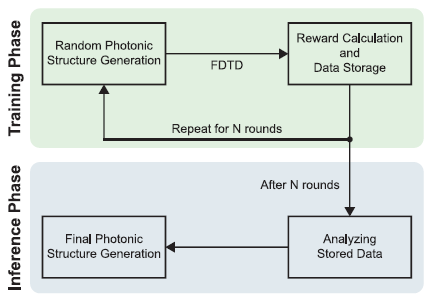 Training Phase
Random Photonic
Structure Generation
FDTD
Reward Calculation
and
Data Storage
Repeat for N rounds
Inference Phase
After N rounds
Final Photonic
Structure Generation
Analyzing
Stored Data